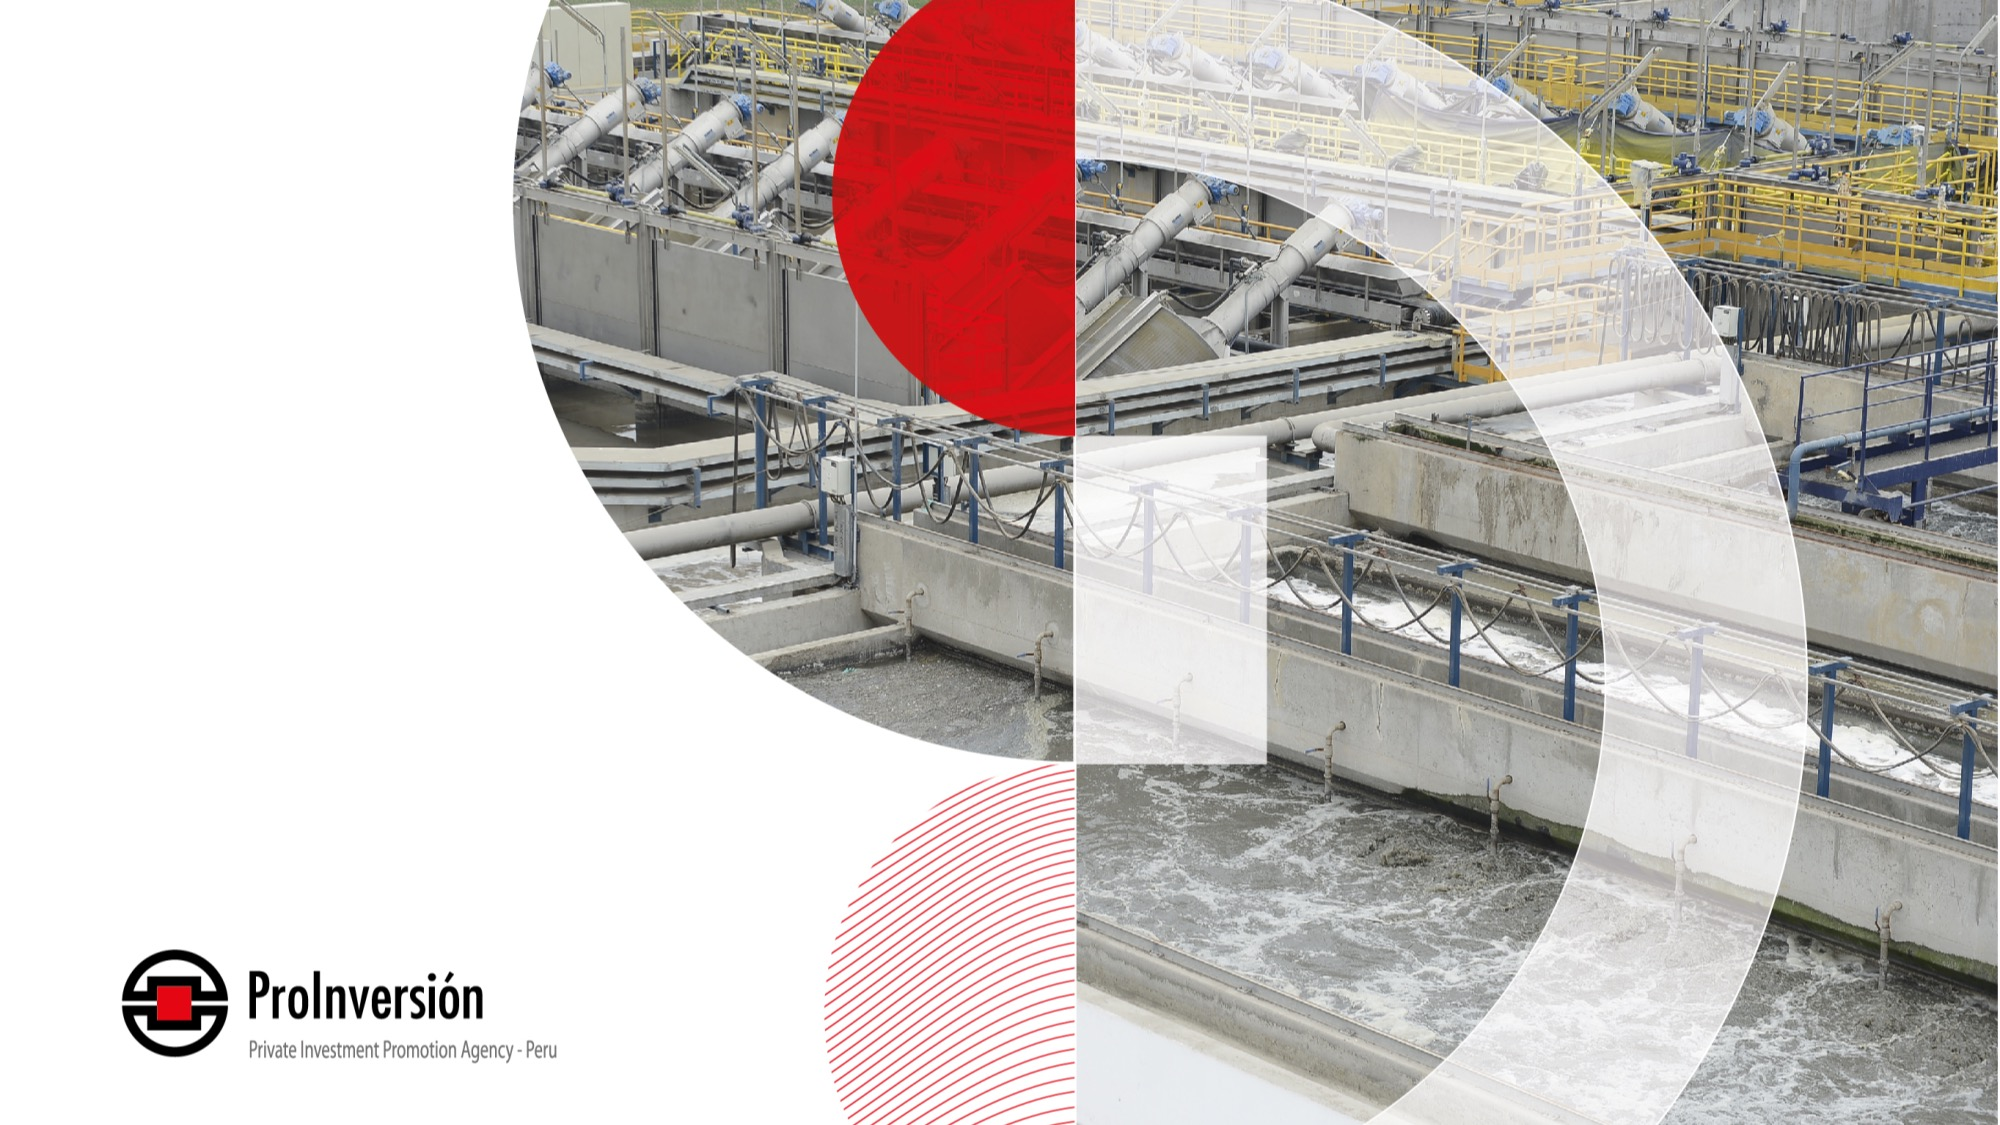 ProInversión
Private Investment Promotion Agency - Peru